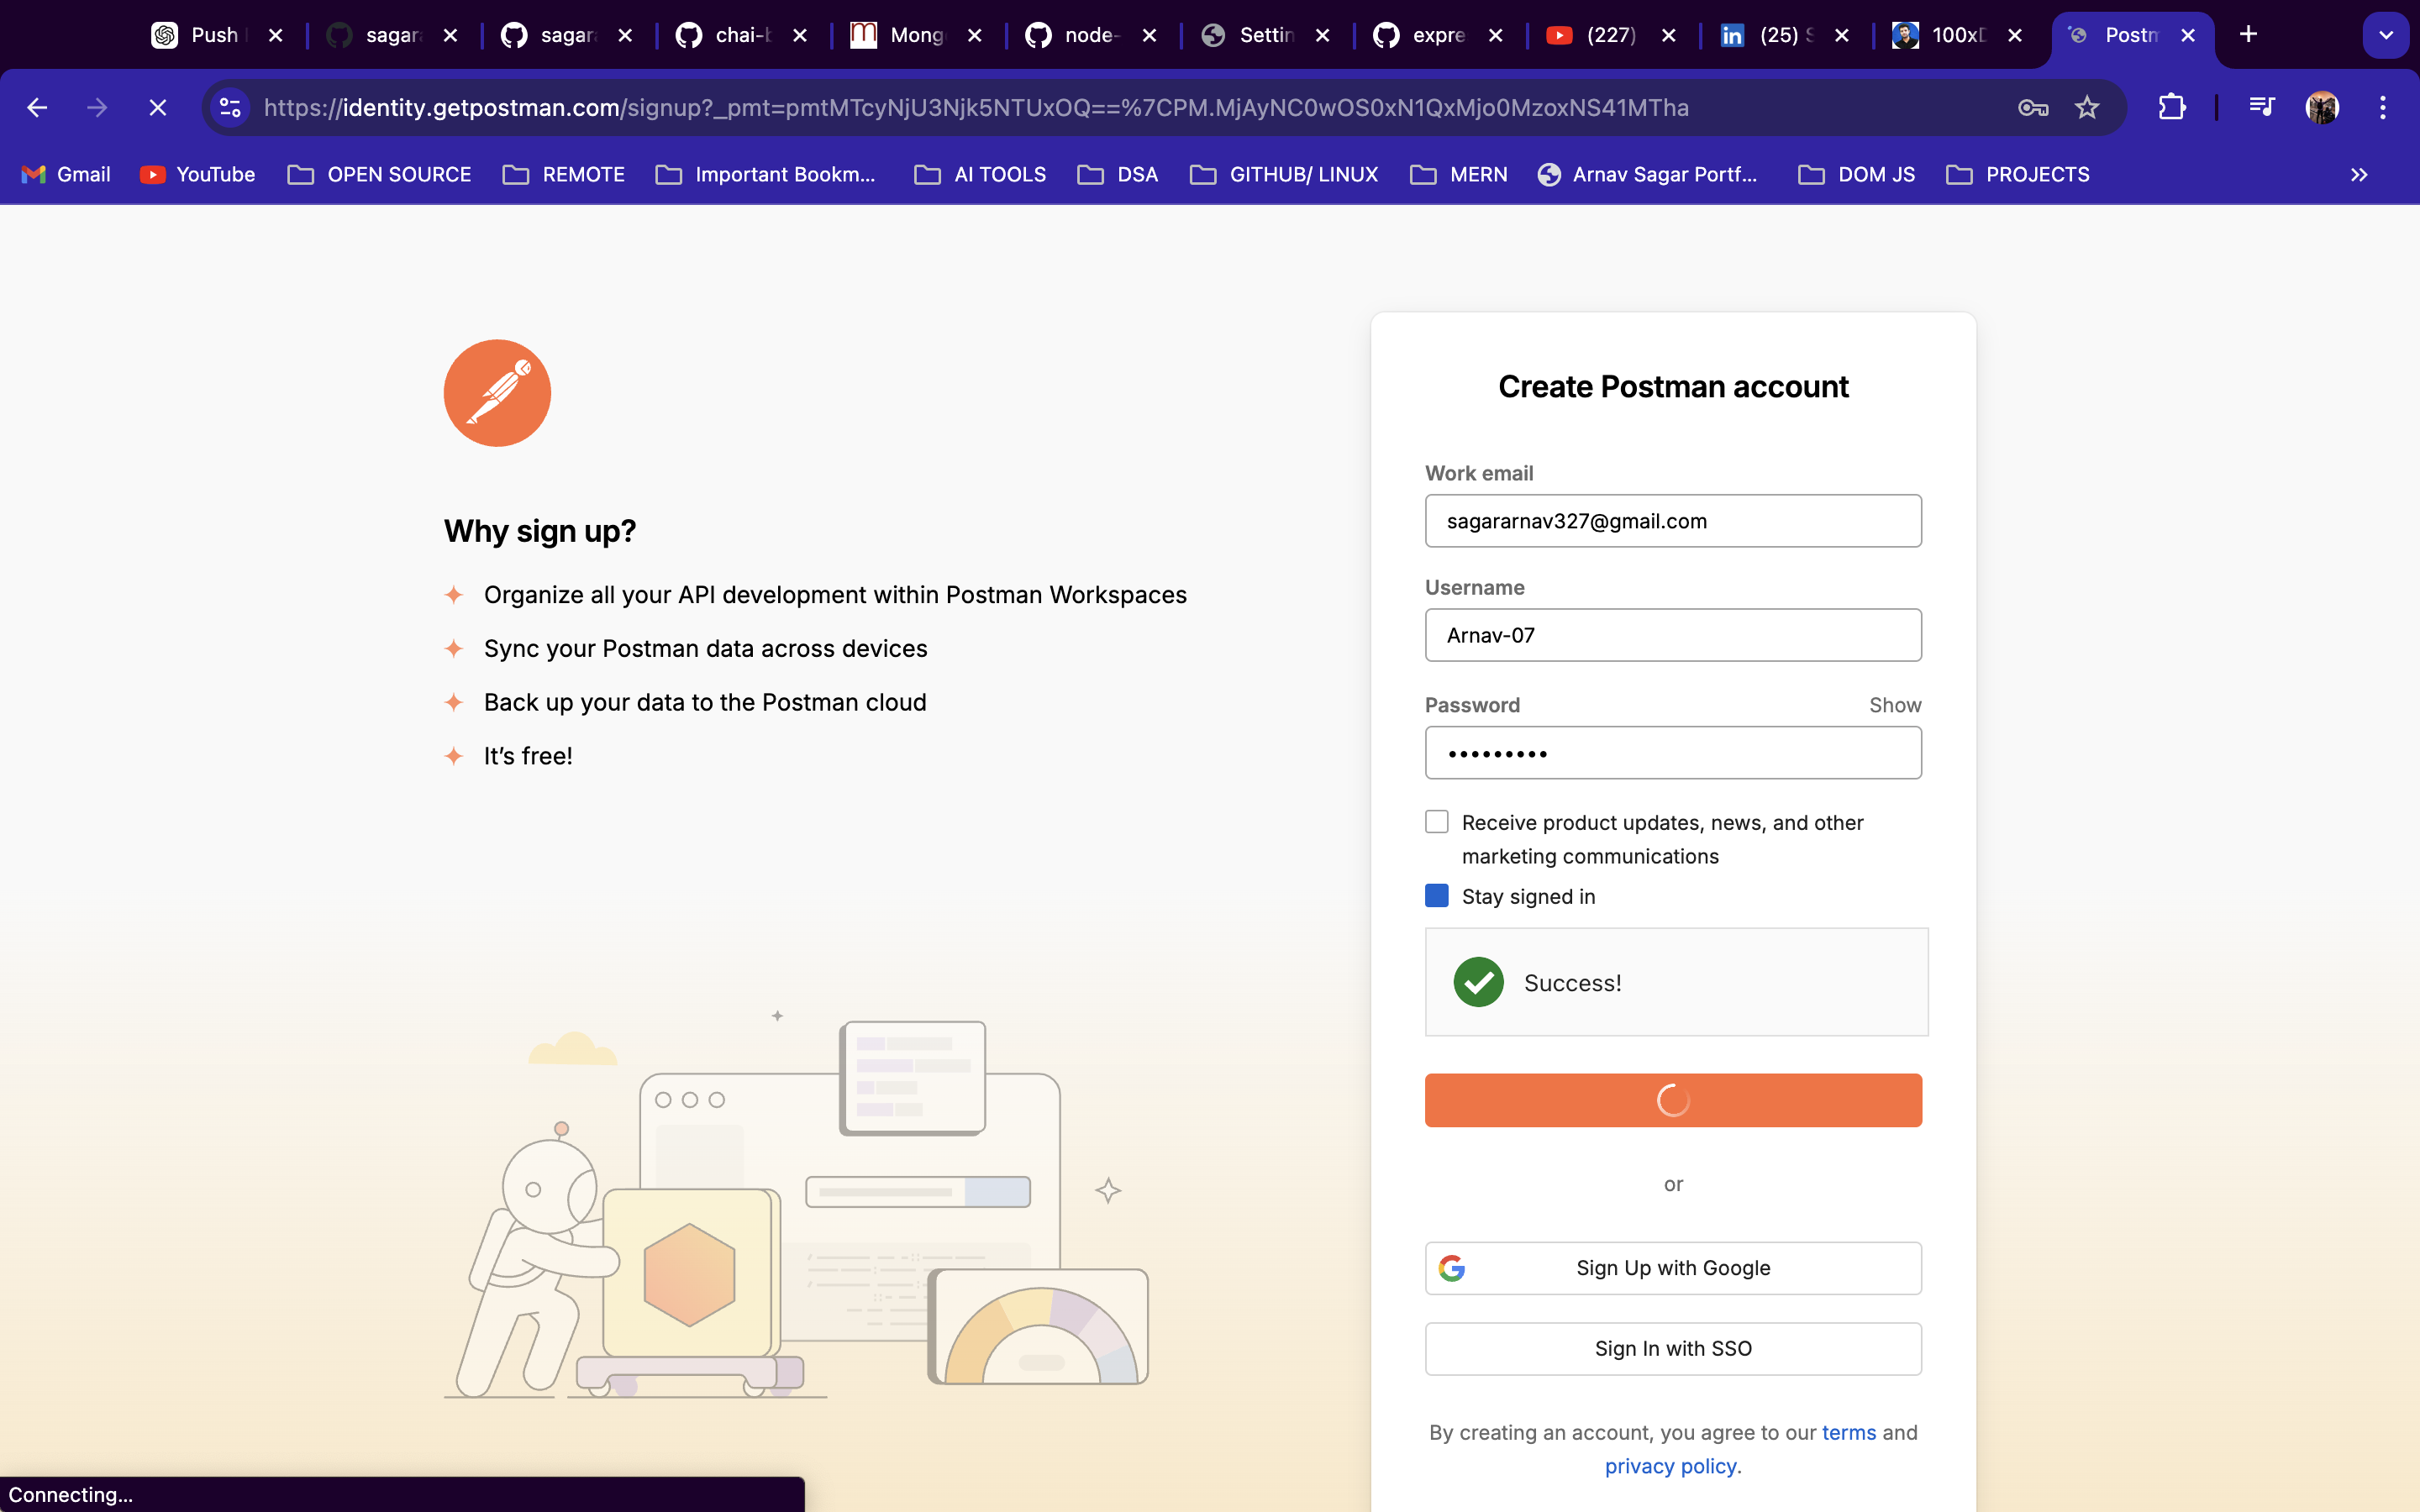 Push
sagar
sagar
chai-b
Mong
node-
Settin
expre
(227)
(25) S
100xD
Postm
https://identity.getpostman.com/signup?_pmt=pmtMTcyNjU3Njk5NTUxOQ==%7CPM.MjAyNC0wOS0xN1QxMjo0MzoxNS41MTha
Gmail
YouTube
OPEN SOURCE
REMOTE
Important Bookm...
AI TOOLS
DSA
GITHUB/ LINUX
MERN
Arnav Sagar Portf...
DOM JS
PROJECTS
Why sign up?
Organize all your API development within Postman Workspaces
Sync your Postman data across devices
Back up your data to the Postman cloud
It’s free!
Create Postman account
Work email
sagararnav327@gmail.com
Username
Arnav-07
Password
Show
Receive product updates, news, and other
marketing communications
Stay signed in
Success!
or
Sign Up with Google
Sign In with SSO
By creating an account, you agree to our terms and
privacy policy.
Connecting...